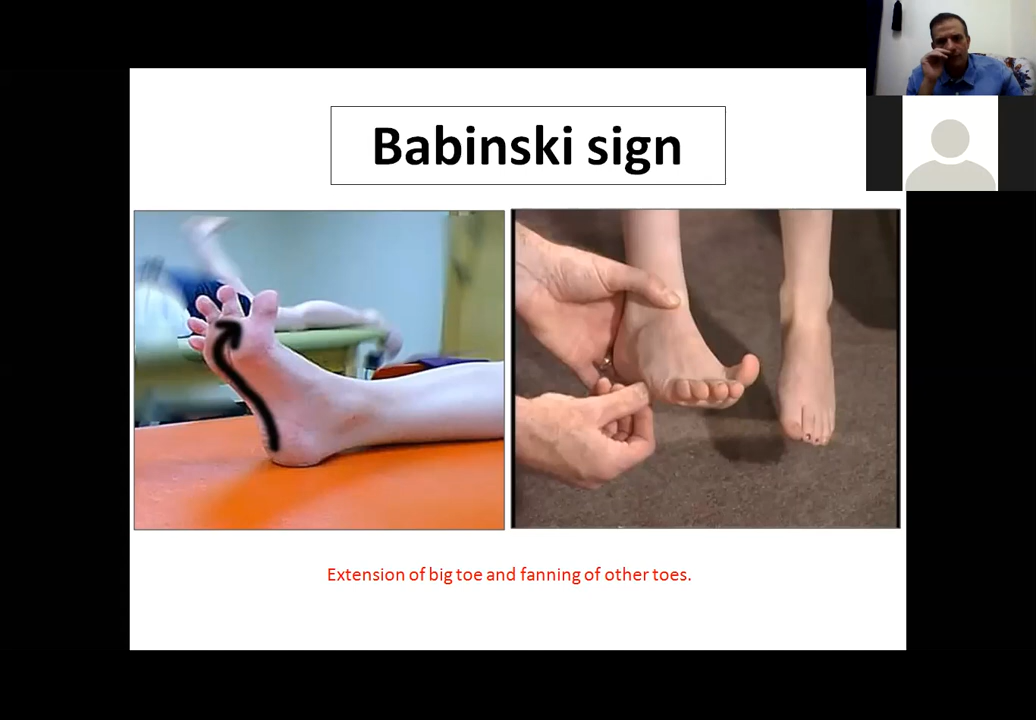 Babinski sign
Extension of big toe and fanning of other toes.